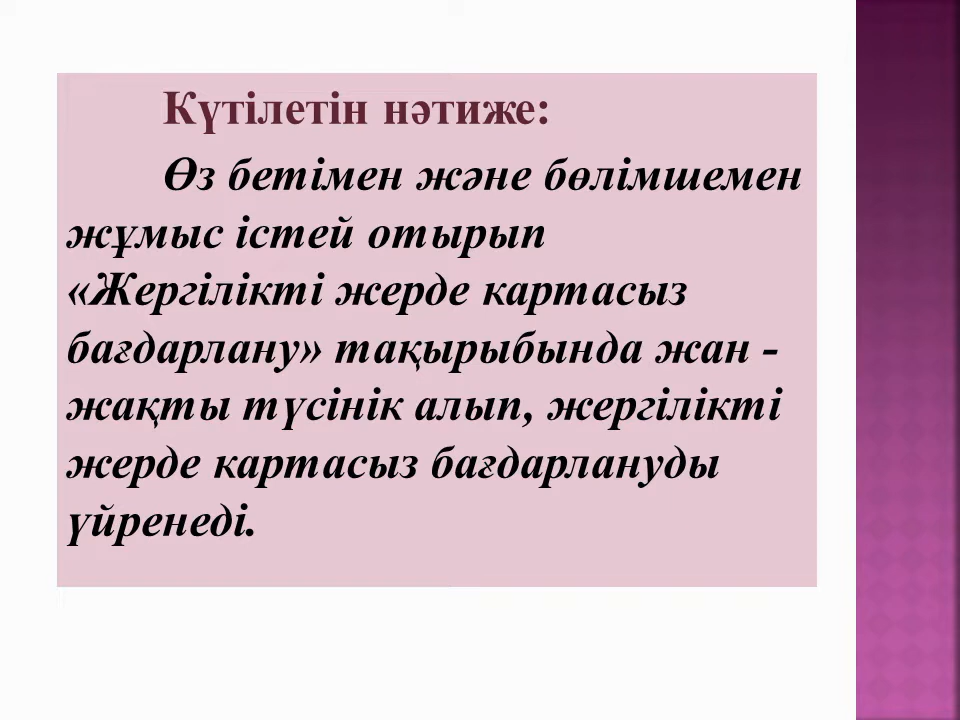 Күтілетін нәтиже:
Өз бетімен және бөлімшемен
жұмыс істей отырып
«Жергілікті жерде картасыз
бағдарлану» тақырыбында жан -
жақты түсінік алып, жергілікті
жерде картасыз бағдарлануды
үйренеді.